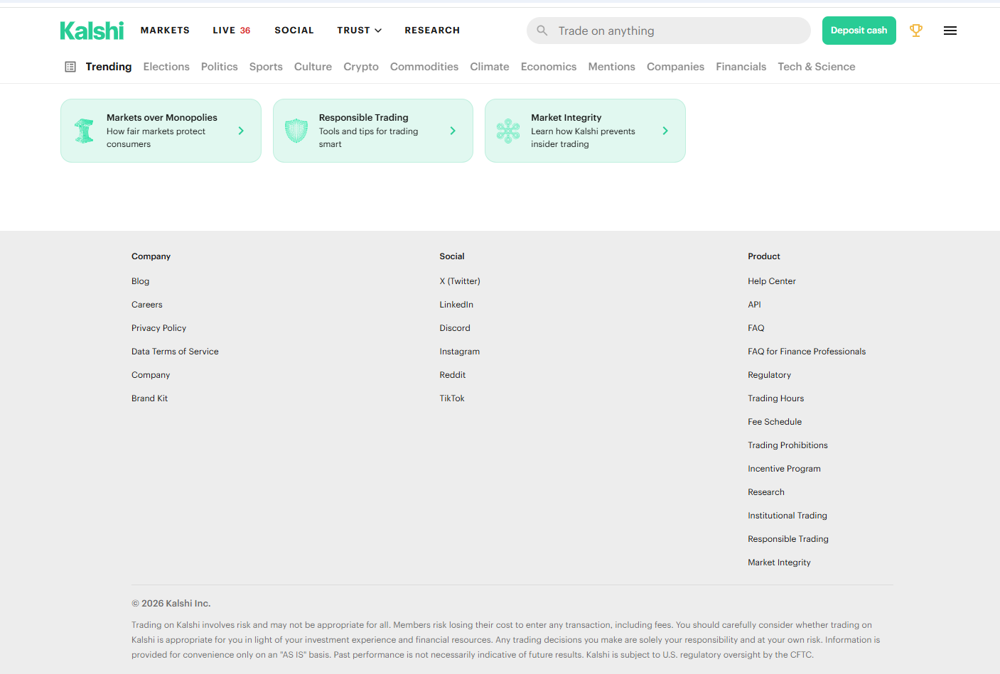 Kalshi MARKETS LIVE 36 SOCIAL TRUST RESEARCH Trade on anything Deposit cash
Trending Elections Politics Sports Culture Crypto Commodities Climate Economics Mentions Companies Financials Tech & Science
Markets over Monopolies
How fair markets protect
consumers
Responsible Trading
Tools and tips for trading
smart
Market Integrity
Learn how Kalshi prevents
insider trading
Company
Blog
Careers
Privacy Policy
Data Terms of Service
Company
Brand Kit
Social
X (Twitter)
LinkedIn
Discord
Instagram
Reddit
TikTok
Product
Help Center
API
FAQ
FAQ for Finance Professionals
Regulatory
Trading Hours
Fee Schedule
Trading Prohibitions
Incentive Program
Research
Institutional Trading
Responsible Trading
Market Integrity
© 2026 Kalshi Inc.
Trading on Kalshi involves risk and may not be appropriate for all. Members risk losing their cost to enter any transaction, including fees. You should carefully consider whether trading on
Kalshi is appropriate for you in light of your investment experience and financial resources. Any trading decisions you make are solely your responsibility and at your own risk. Information is
provided for convenience only on an "AS IS" basis. Past performance is not necessarily indicative of future results. Kalshi is subject to U.S. regulatory oversight by the CFTC.